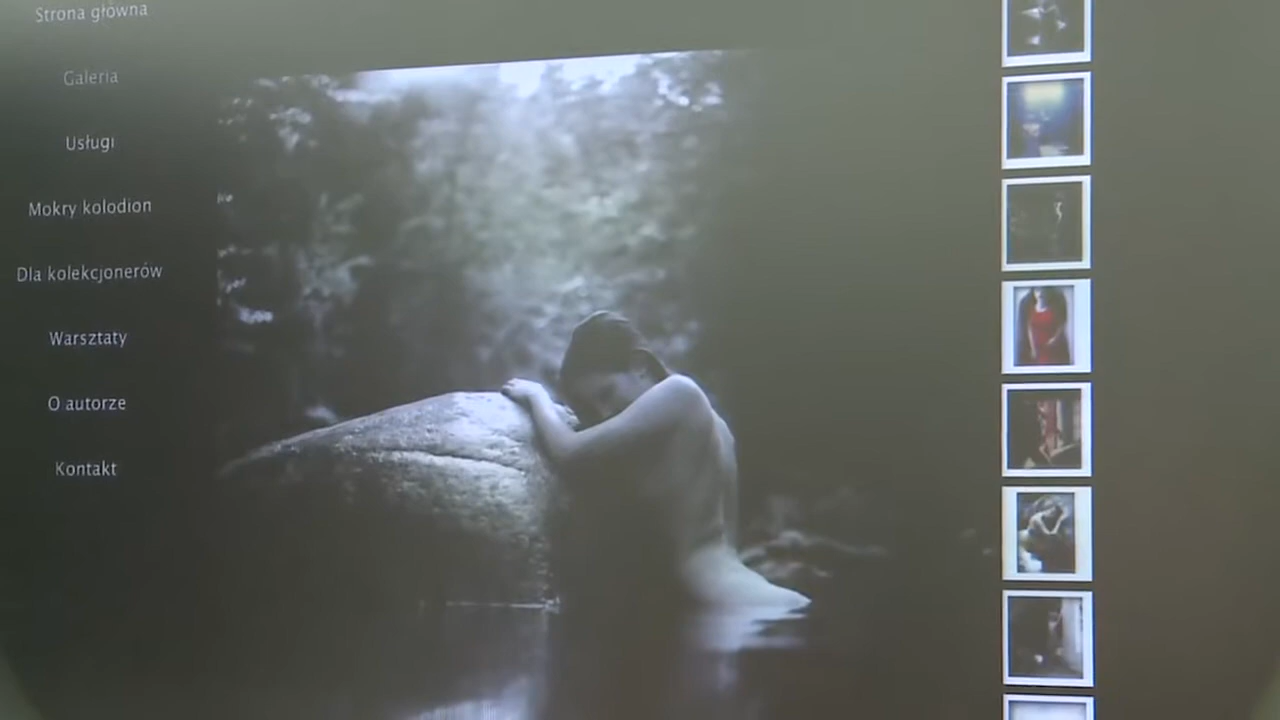 Strona główna
Galeria
Usługi
Mokry kolodion
Dla kolekcjonerów
Warsztaty
O autorze
Kontakt